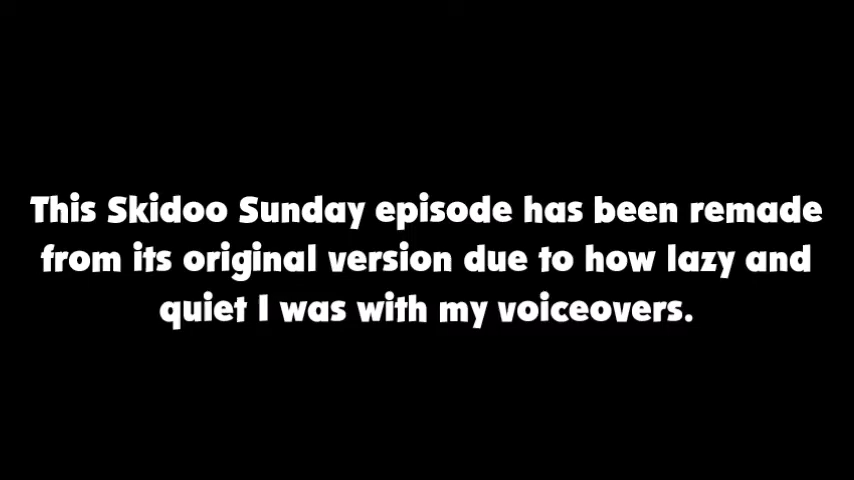 This Skidoo Sunday episode has been remade
from its original version due to how lazy and
quiet I was with my voiceovers.